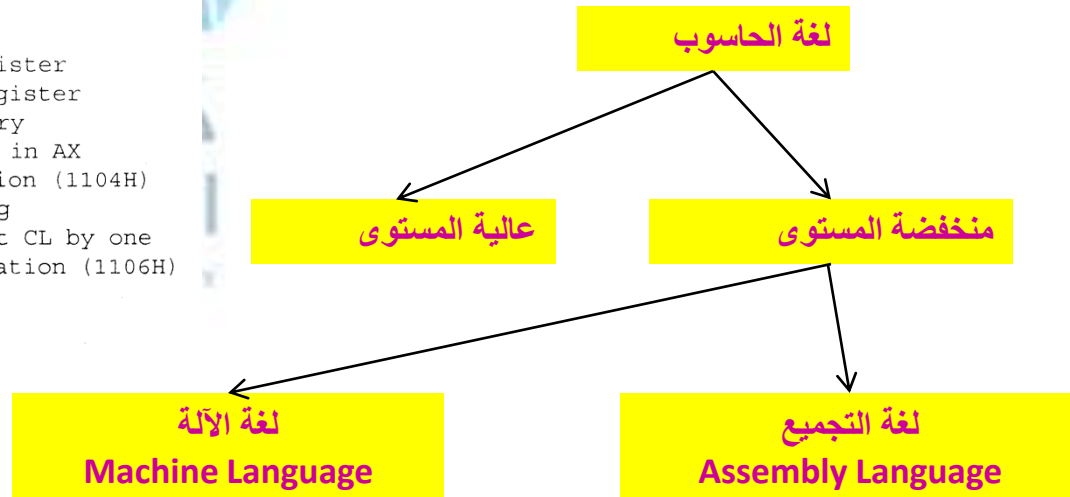 لغة الحاسوب
ister
gister
ry
in AX
ion (1104H)
g
t CL by one
ation (1106H)
عالية المستوى
منخفضة المستوى
لغة الآلة
Machine Language
لغة التجميع
Assembly Language